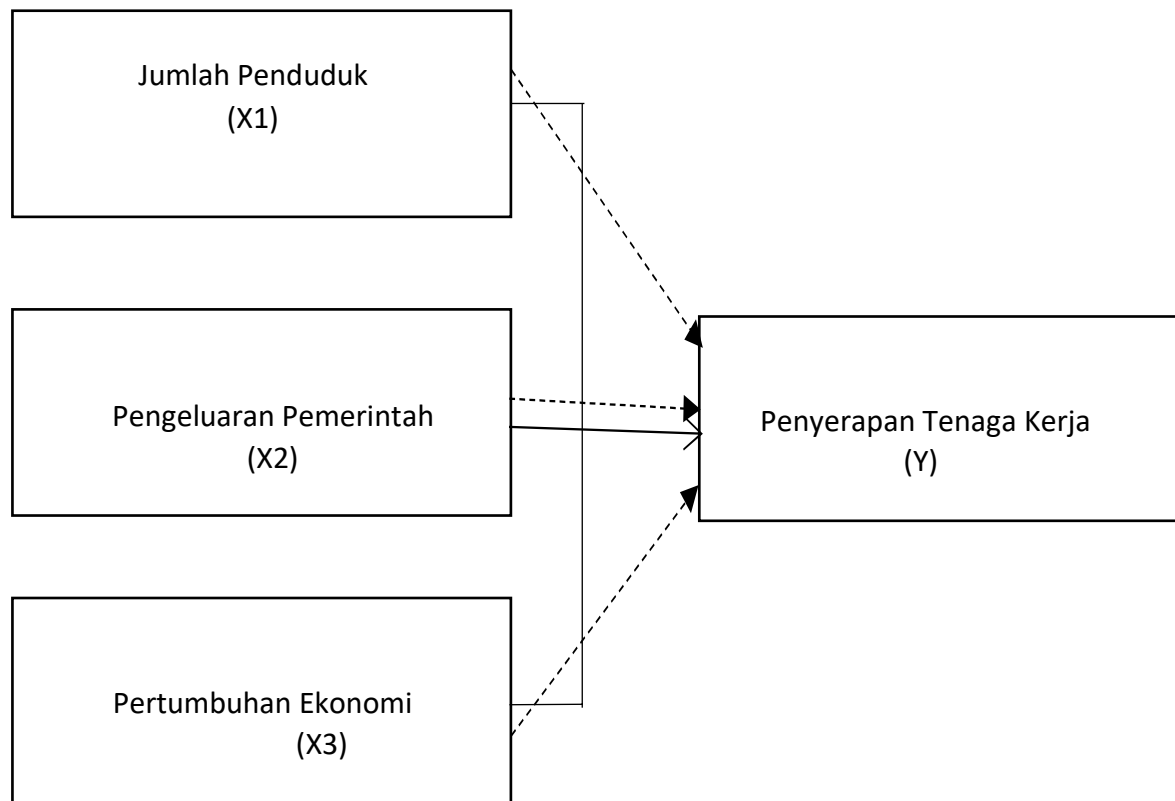 Jumlah Penduduk
(X1)
Pengeluaran Pemerintah
(X2)
Penyerapan Tenaga Kerja
(Y)
Pertumbuhan Ekonomi
(X3)